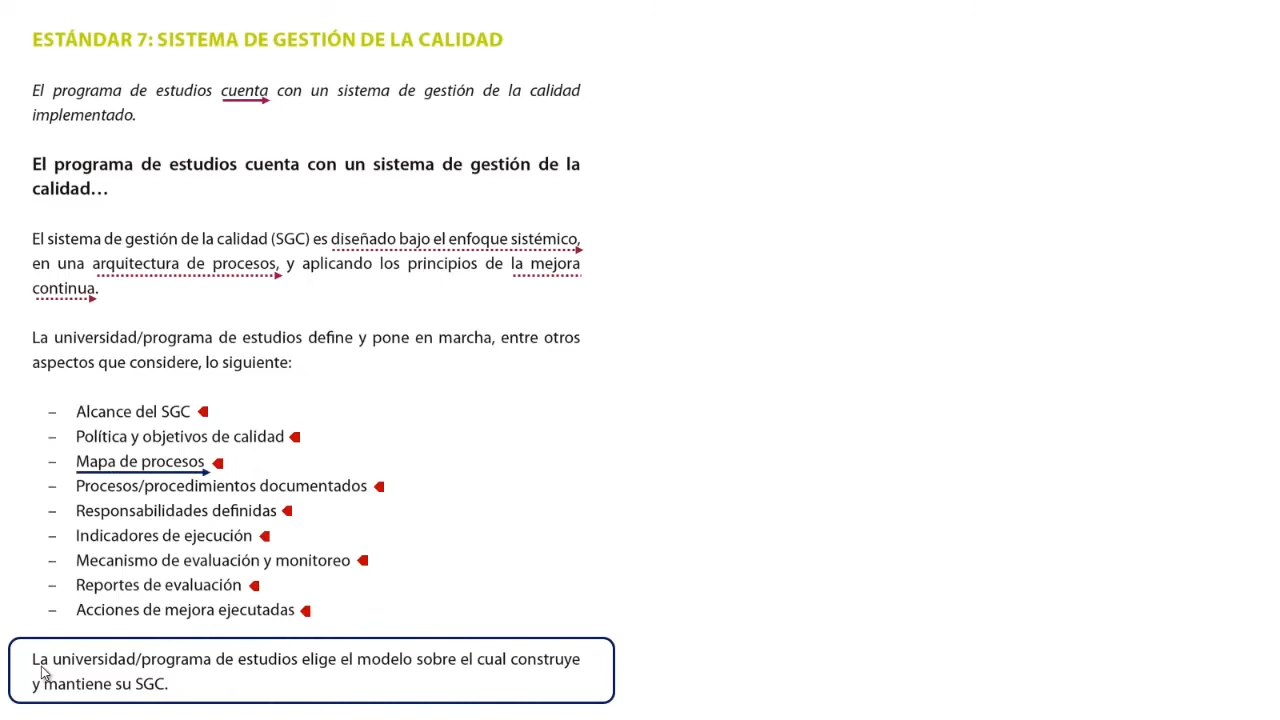 ESTÁNDAR 7: SISTEMA DE GESTIÓN DE LA CALIDAD
El programa de estudios cuenta con un sistema de gestión de la calidad
implementado.
El programa de estudios cuenta con un sistema de gestión de la
calidad…
El sistema de gestión de la calidad (SGC) es diseñado bajo el enfoque sistémico,
en una arquitectura de procesos, y aplicando los principios de la mejora
continua.
La universidad/programa de estudios define y pone en marcha, entre otros
aspectos que considere, lo siguiente:
– Alcance del SGC
– Política y objetivos de calidad
– Mapa de procesos
– Procesos/procedimientos documentados
– Responsabilidades definidas
– Indicadores de ejecución
– Mecanismo de evaluación y monitoreo
– Reportes de evaluación
– Acciones de mejora ejecutadas
La universidad/programa de estudios elige el modelo sobre el cual construye
y mantiene su SGC.